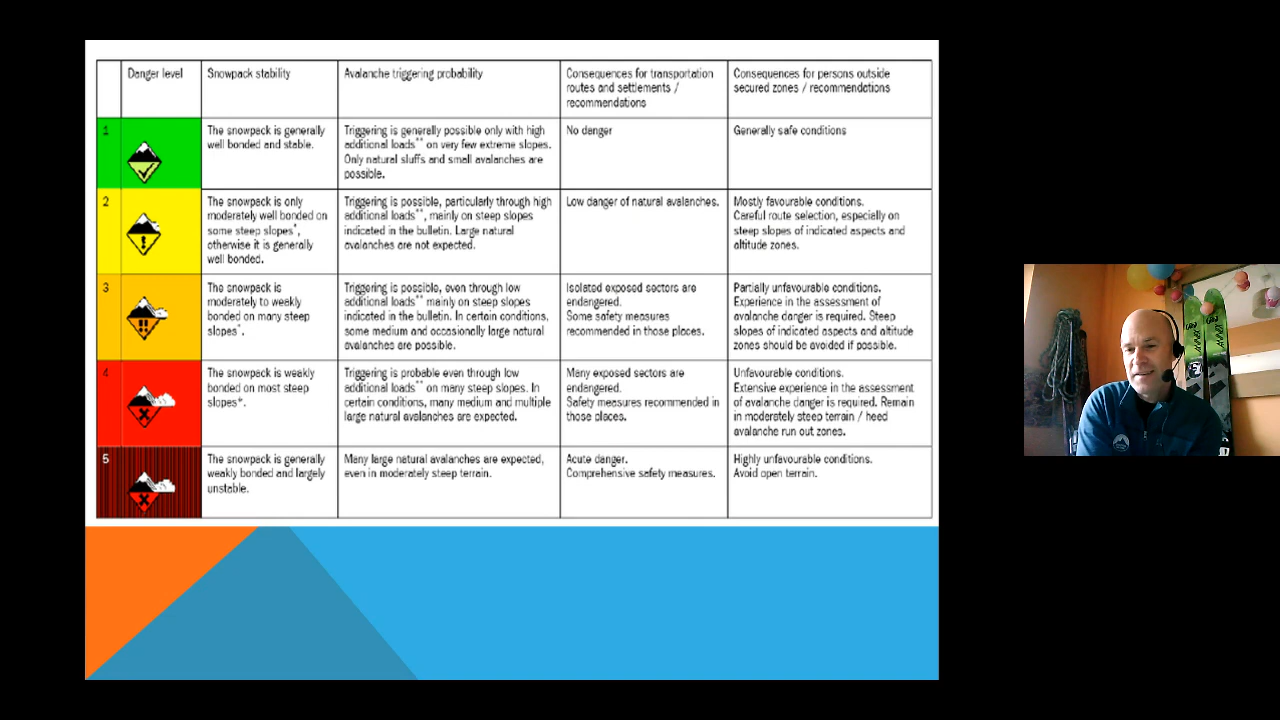 Danger level
Snowpack stability
Avalanche triggering probability
Consequences for transportation
routes and settlements /
recommendations
Consequences for persons outside
secured zones / recommendations
1
The snowpack is generally
well bonded and stable.
Triggering is generally possible only with high
additional loads** on very few extreme slopes.
Only natural sluffs and small avalanches are
possible.
No danger
Generally safe conditions
2
The snowpack is only
moderately well bonded on
some steep slopes*,
otherwise it is generally
well bonded.
Triggering is possible, particularly through high
additional loads**, mainly on steep slopes
indicated in the bulletin. Large natural
avalanches are not expected.
Low danger of natural avalanches.
Mostly favourable conditions.
Careful route selection, especially on
steep slopes of indicated aspects and
altitude zones.
3
The snowpack is
moderately to weakly
bonded on many steep
slopes*.
Triggering is possible, even through low
additional loads** mainly on steep slopes
indicated in the bulletin. In certain conditions,
some medium and occasionally large natural
avalanches are possible.
Isolated exposed sectors are
endangered.
Some safety measures
recommended in those places.
Partially unfavourable conditions.
Experience in the assessment of
avalanche danger is required. Steep
slopes of indicated aspects and altitude
zones should be avoided if possible.
4
The snowpack is weakly
bonded on most steep
slopes*.
Triggering is probable even through low
additional loads** on many steep slopes. In
certain conditions, many medium and multiple
large natural avalanches are expected.
Many exposed sectors are
endangered.
Safety measures recommended in
those places.
Unfavourable conditions.
Extensive experience in the assessment
of avalanche danger is required. Remain
in moderately steep terrain / heed
avalanche run out zones.
5
The snowpack is generally
weakly bonded and largely
unstable.
Many large natural avalanches are expected,
even in moderately steep terrain.
Acute danger.
Comprehensive safety measures.
Highly unfavourable conditions.
Avoid open terrain.